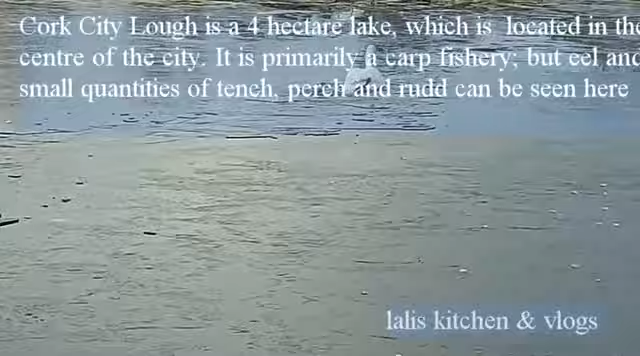 Cork City Lough is a 4 hectare lake, which is located in the
centre of the city. It is primarily a carp fishery; but eel and
small quantities of tench, perch and rudd can be seen here
lalis kitchen & vlogs